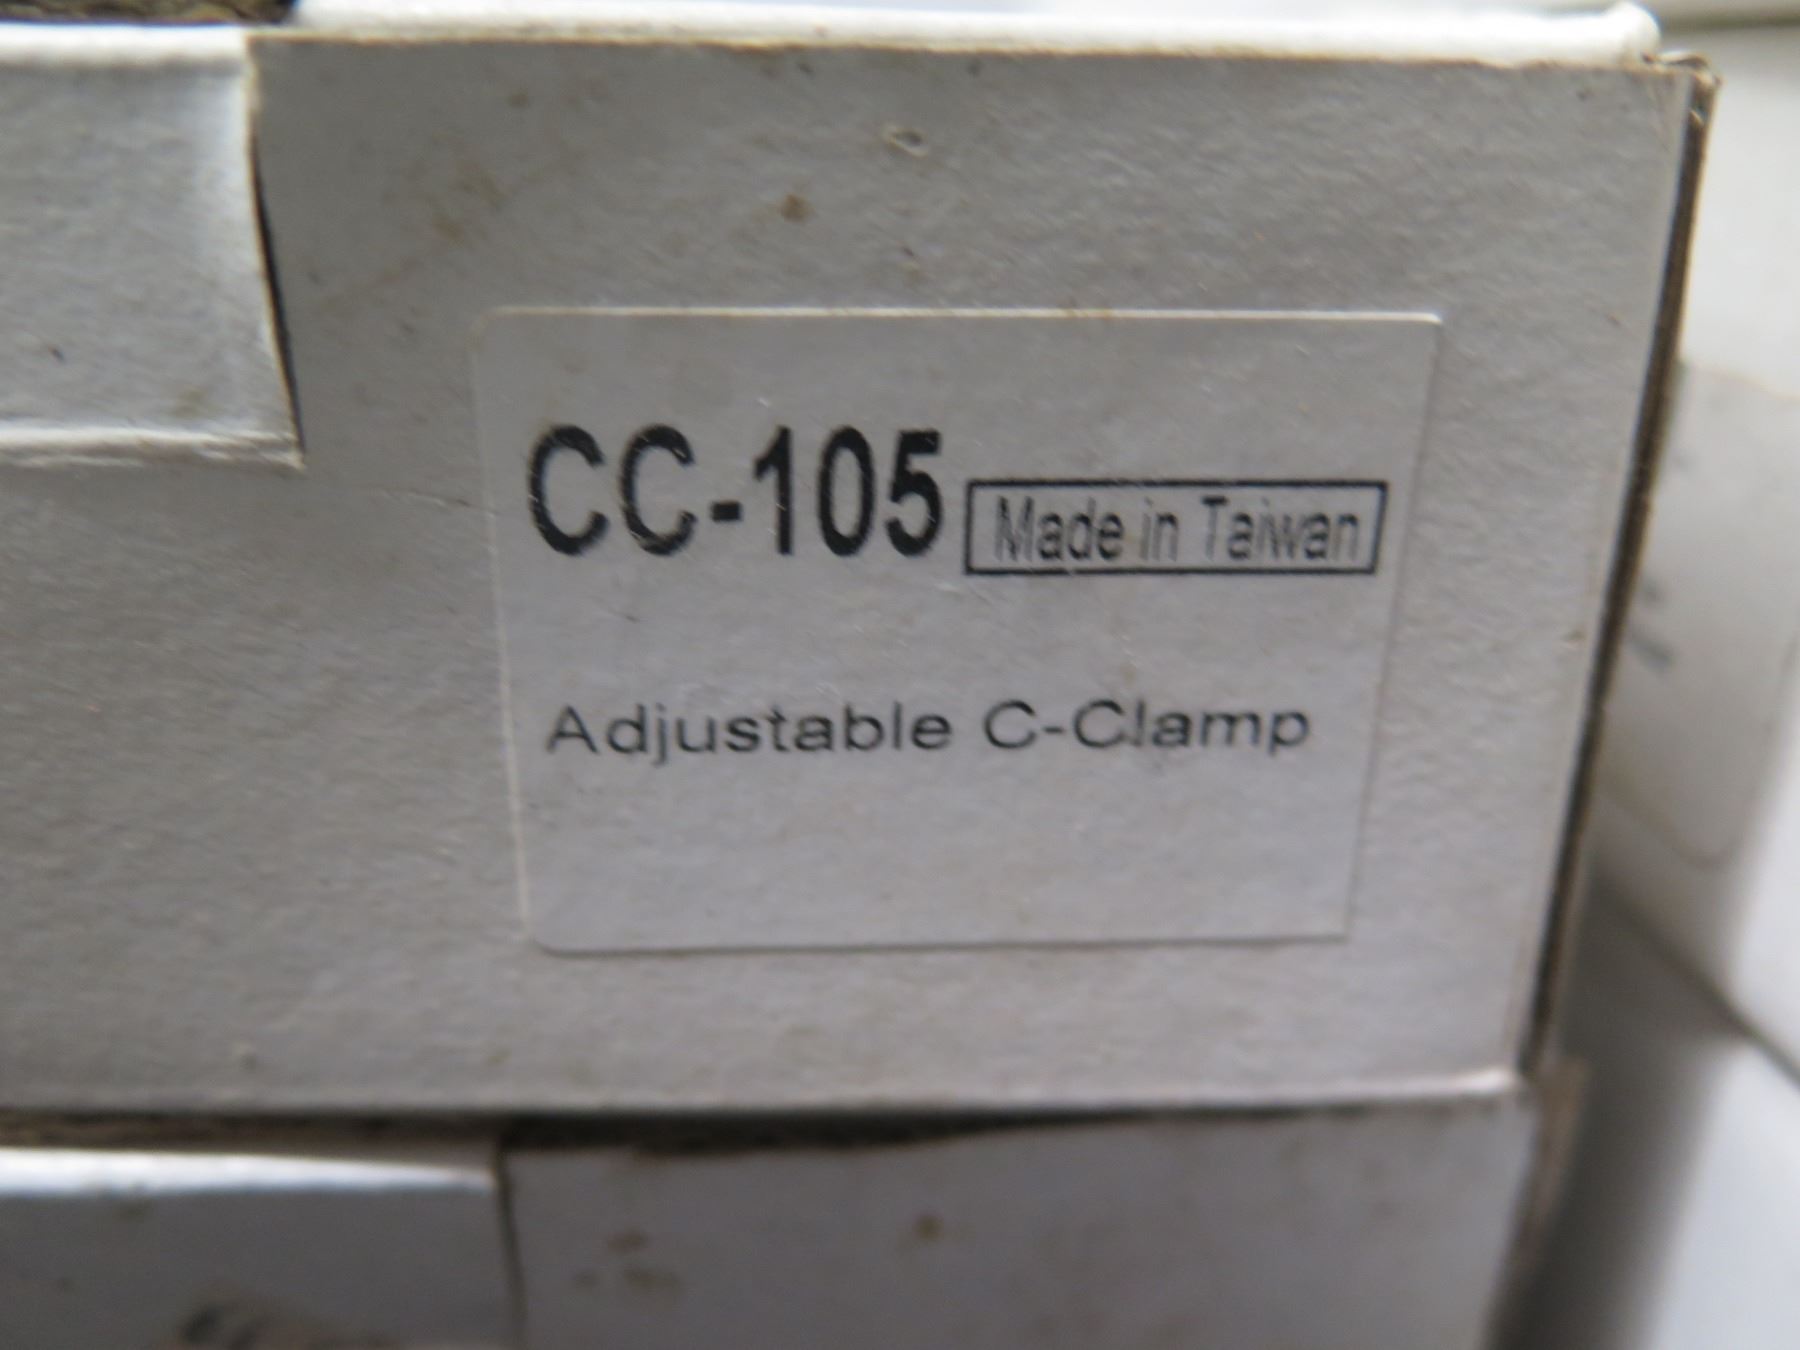 CC-105 Made in Taiwan
Adjustable C-Clamp